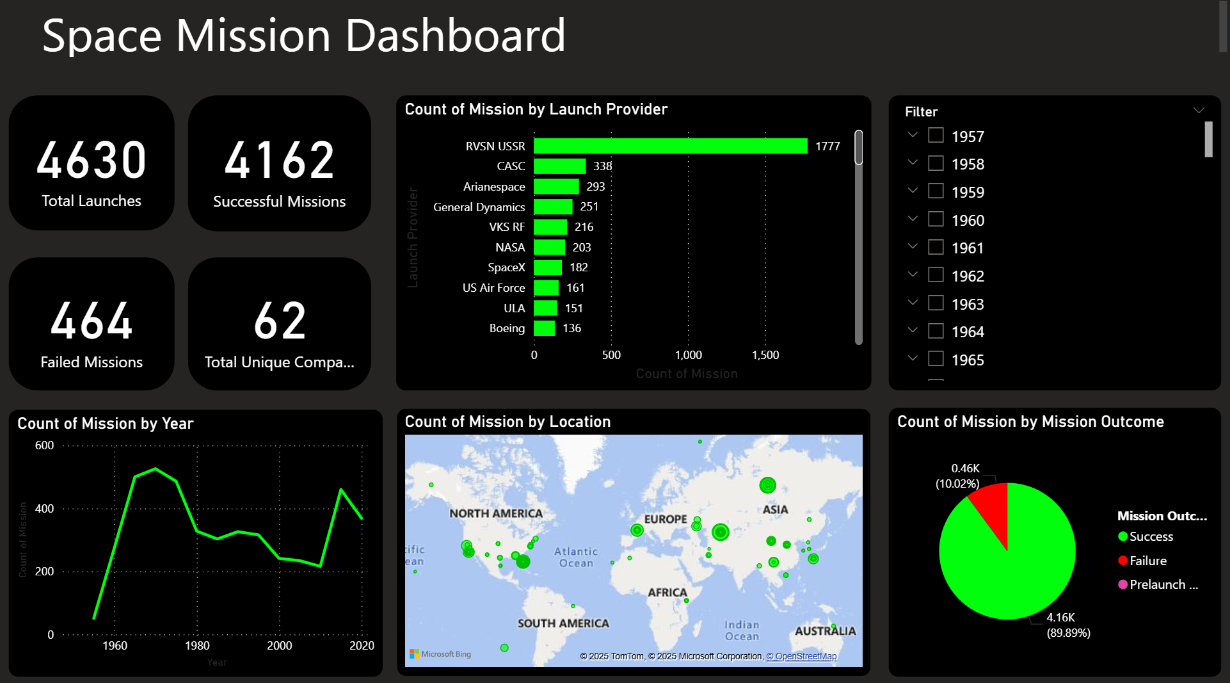 Space Mission Dashboard
4630
Total Launches
4162
Successful Missions
464
Failed Missions
62
Total Unique Compa...
Count of Mission by Launch Provider
Launch Provider
RVSN USSR 1777
CASC 338
Arianespace 293
General Dynamics 251
VKS RF 216
NASA 203
SpaceX 182
US Air Force 161
ULA 151
Boeing 136
0 500 1,000 1,500
Count of Mission
Filter
1957
1958
1959
1960
1961
1962
1963
1964
1965
Count of Mission by Year
Count of Mission
600
400
200
0
1960 1980 2000 2020
Year
Count of Mission by Location
NORTH AMERICA
EUROPE
ASIA
ific
ean
Atlantic
Ocean
AFRICA
SOUTH AMERICA
Indian
Ocean
AUSTRALIA
Microsoft Bing
© 2025 TomTom, © 2025 Microsoft Corporation, © OpenStreetMap
Count of Mission by Mission Outcome
0.46K
(10.02%)
4.16K
(89.89%)
Mission Outc...
Success
Failure
Prelaunch ...